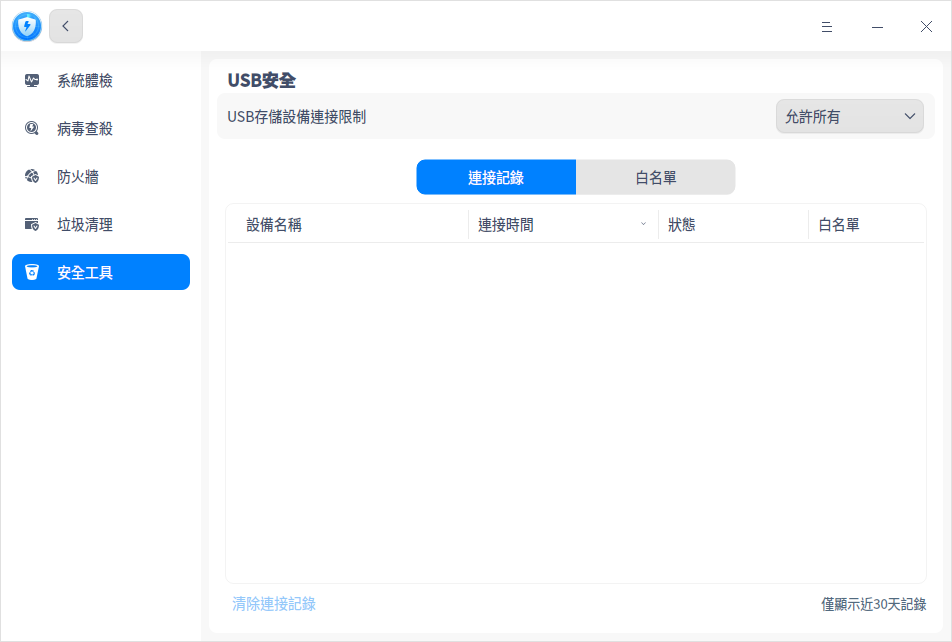 系統體檢
病毒查殺
防火牆
垃圾清理
安全工具
USB安全
USB存儲設備連接限制
允許所有
連接記錄
白名單
設備名稱
連接時間
狀態
白名單
清除連接記錄
僅顯示近30天記錄